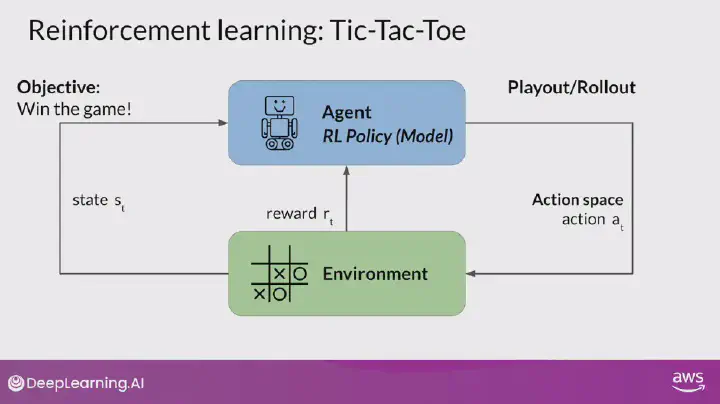 Reinforcement learning: Tic-Tac-Toe
Objective:
Win the game!
Playout/Rollout
Agent
RL Policy (Model)
state s_t
reward r_t
Action space
action a_t
X O
X O
Environment
DeepLearning.AI
aws